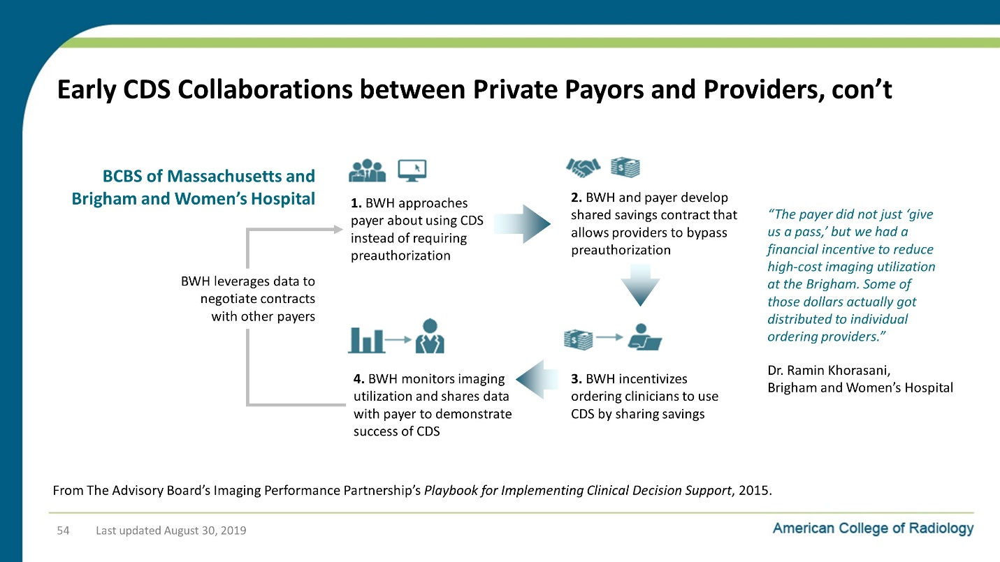 Early CDS Collaborations between Private Payors and Providers, con’t
BCBS of Massachusetts and
Brigham and Women’s Hospital
1. BWH approaches
payer about using CDS
instead of requiring
preauthorization
2. BWH and payer develop
shared savings contract that
allows providers to bypass
preauthorization
3. BWH incentivizes
ordering clinicians to use
CDS by sharing savings
4. BWH monitors imaging
utilization and shares data
with payer to demonstrate
success of CDS
BWH leverages data to
negotiate contracts
with other payers
“The payer did not just ‘give
us a pass,’ but we had a
financial incentive to reduce
high-cost imaging utilization
at the Brigham. Some of
those dollars actually got
distributed to individual
ordering providers.”
Dr. Ramin Khorasani,
Brigham and Women’s Hospital
From The Advisory Board’s Imaging Performance Partnership’s Playbook for Implementing Clinical Decision Support, 2015.
54 Last updated August 30, 2019
American College of Radiology